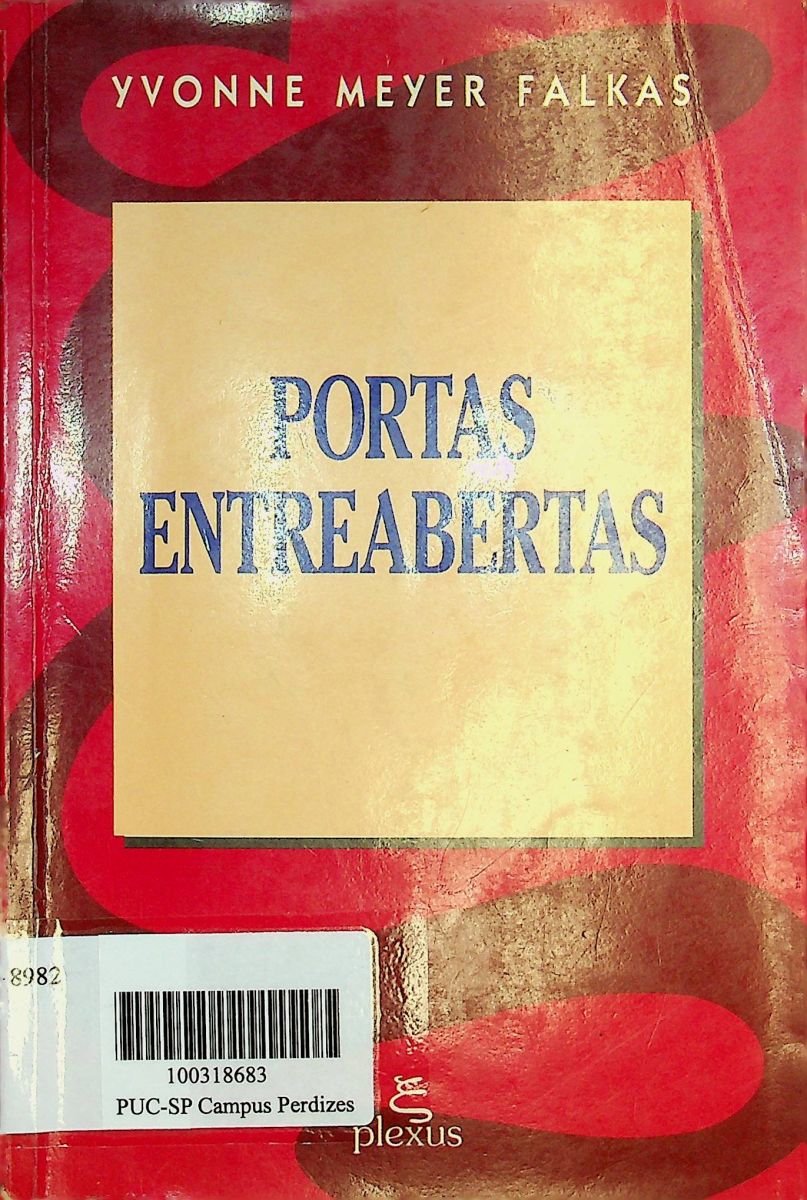 YVONNE MEYER FALKAS
PORTAS
ENTREABERTAS
8982
100318683
PUC-SP Campus Perdizes
plexus